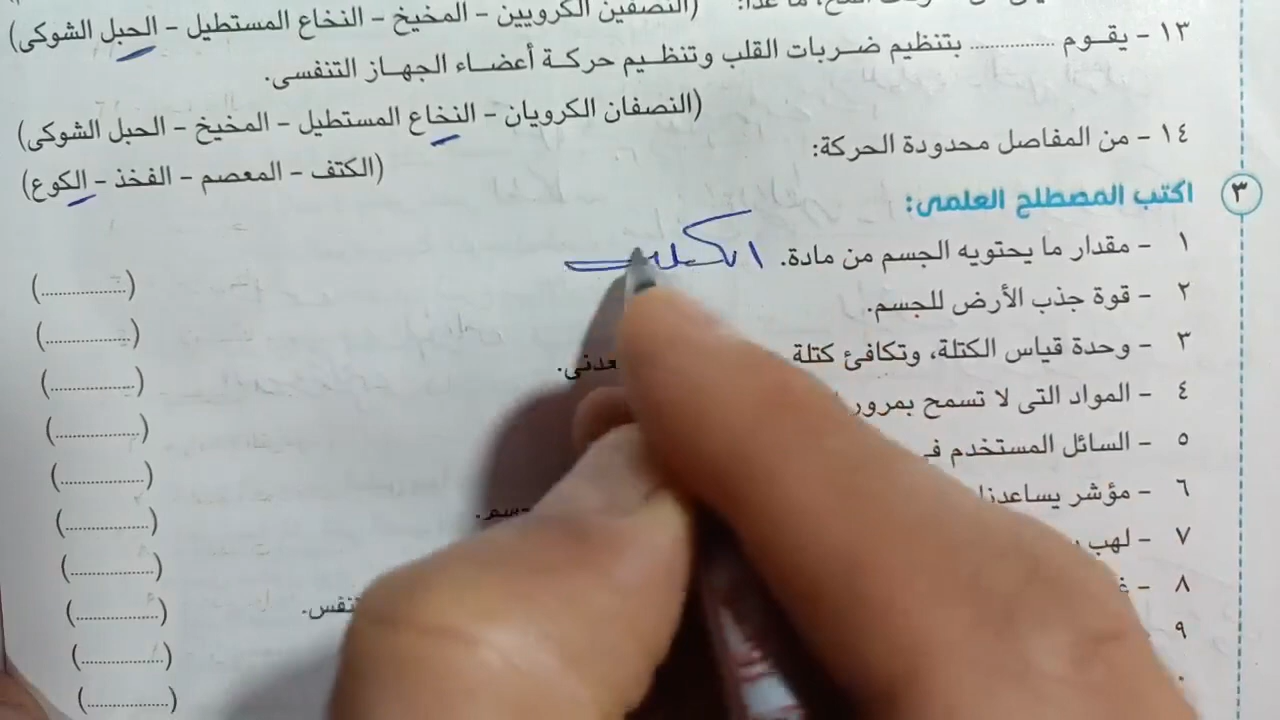 (النصفين الكرويين – المخيخ – النخاع المستطيل – الحبل الشوكى)
١٣ – يقوم .............. بتنظيم ضربات القلب وتنظيم حركة أعضاء الجهاز التنفسى.
(النصفان الكرويان – النخاع المستطيل – المخيخ – الحبل الشوكى)
١٤ – من المفاصل محدودة الحركة:
(الكتف – المعصم – الفخذ – الكوع)
٣ اكتب المصطلح العلمى:
١ – مقدار ما يحتويه الجسم من مادة. (..............)
٢ – قوة جذب الأرض للجسم. (..............)
٣ – وحدة قياس الكتلة، وتكافئ كتلة (..............)
٤ – المواد التى لا تسمح بمرور (..............)
٥ – السائل المستخدم (..............)
٦ – مؤشر يساعدنا (..............)
٧ – لهب (..............)
٨ – (..............)
٩ – (..............)
(..............)